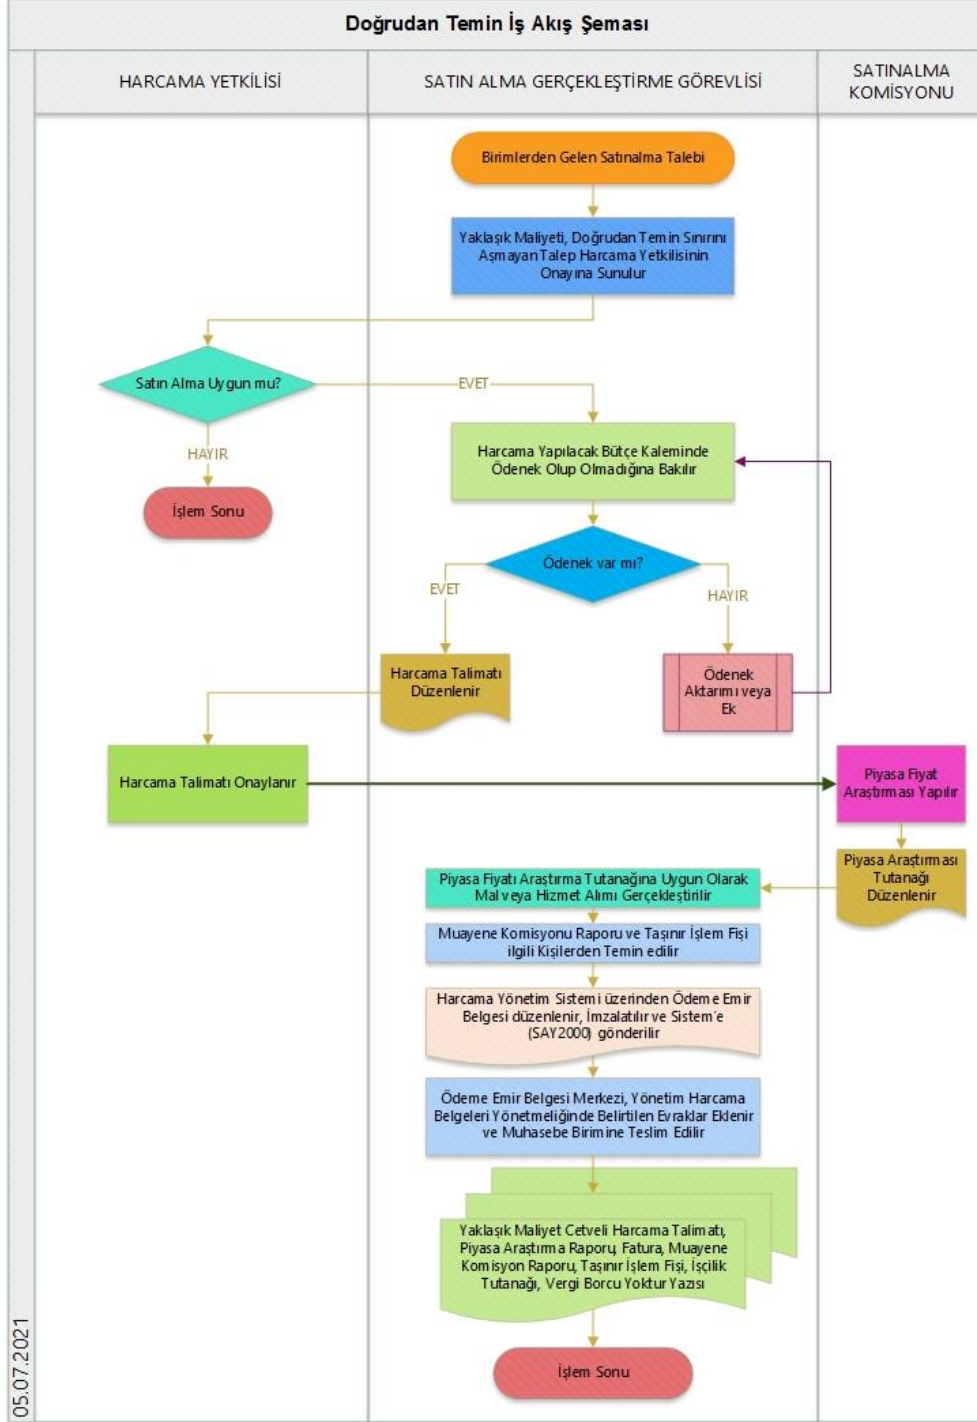 Doğrudan Temin İş Akış Şeması
HARCAMA YETKİLİSİ
SATIN ALMA GERÇEKLEŞTİRME GÖREVLİSİ
SATINALMA
KOMİSYONU
Birimlerden Gelen Satınalma Talebi
Yaklaşık Maliyeti, Doğrudan Temin Sınırını
Aşmayan Talep Harcama Yetkilisinin
Onayına Sunulur
Satın Alma Uygun mu?
EVET
HAYIR
İşlem Sonu
Harcama Yapılacak Bütçe Kaleminde
Ödenek Olup Olmadığına Bakılır
Ödenek var mı?
EVET
HAYIR
Harcama Talimatı
Düzenlenir
Ödenek
Aktarımı veya
Ek
Harcama Talimatı Onaylanır
Piyasa Fiyat
Araştırması Yapılır
Piyasa Araştırması
Tutanağı
Düzenlenir
Piyasa Fiyatı Araştırma Tutanağına Uygun Olarak
Mal veya Hizmet Alımı Gerçekleştirilir
Muayene Komisyonu Raporu ve Taşınır İşlem Fişi
ilgili Kişilerden Temin edilir
Harcama Yönetim Sistemi üzerinden Ödeme Emir
Belgesi düzenlenir, İmzalatılır ve Sistem'e
(SAY2000) gönderilir
Ödeme Emir Belgesi Merkezi, Yönetim Harcama
Belgeleri Yönetmeliğinde Belirtilen Evraklar Eklenir
ve Muhasebe Birimine Teslim Edilir
Yaklaşık Maliyet Cetveli Harcama Talimatı,
Piyasa Araştırma Raporu, Fatura, Muayene
Komisyon Raporu, Taşınır İşlem Fişi, İşçilik
Tutanağı, Vergi Borcu Yoktur Yazısı
İşlem Sonu
05.07.2021